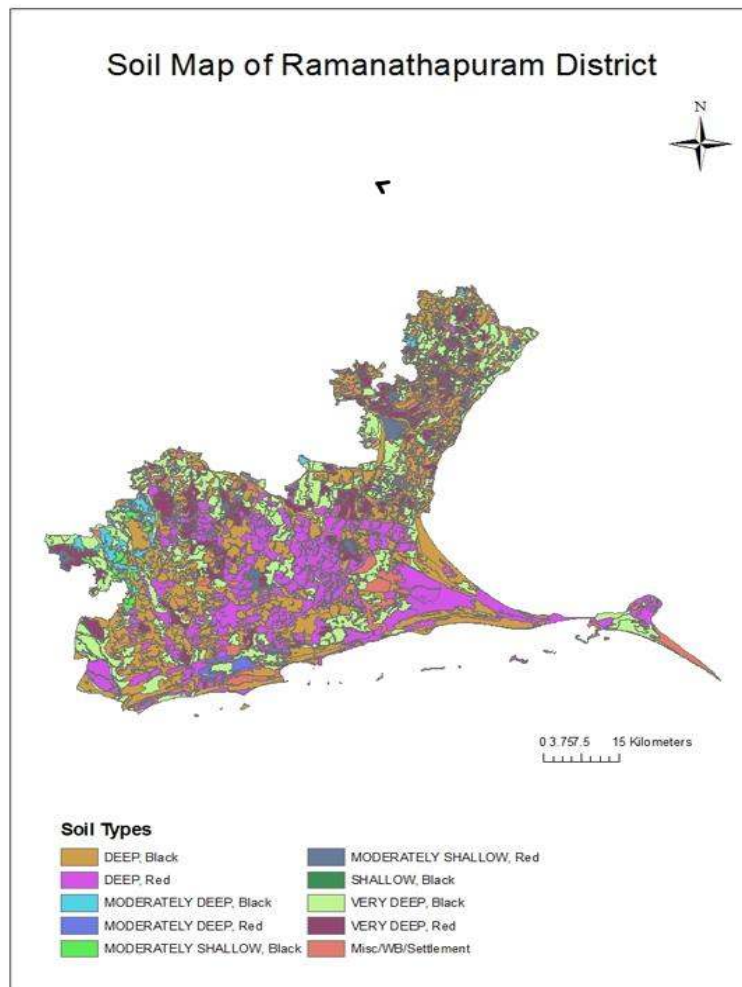 Soil Map of Ramanathapuram District
N
0 3.757.5 15 Kilometers
Soil Types
DEEP, Black
DEEP, Red
MODERATELY DEEP, Black
MODERATELY DEEP, Red
MODERATELY SHALLOW, Black
MODERATELY SHALLOW, Red
SHALLOW, Black
VERY DEEP, Black
VERY DEEP, Red
Misc/WB/Settlement